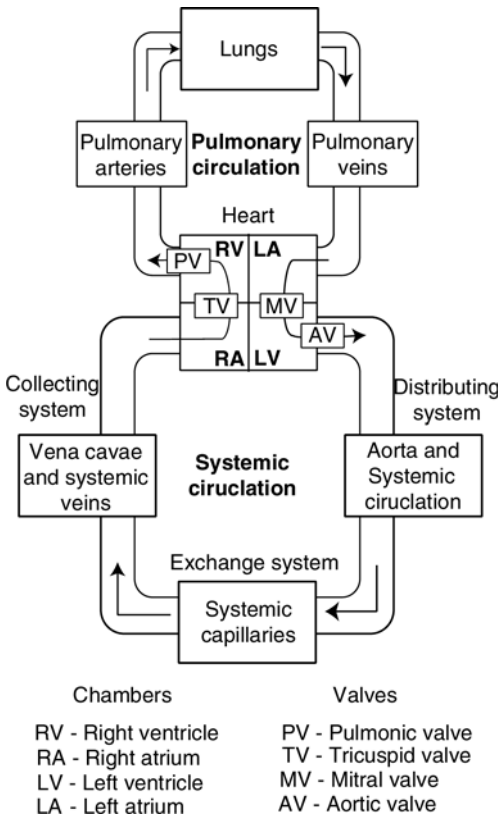 Lungs
Pulmonary
arteries
Pulmonary
circulation
Pulmonary
veins
Heart
RV
LA
PV
TV
MV
AV
RA
LV
Collecting
system
Distributing
system
Vena cavae
and systemic
veins
Systemic
ciruclation
Aorta and
Systemic
ciruclation
Exchange system
Systemic
capillaries
Chambers
RV - Right ventricle
RA - Right atrium
LV - Left ventricle
LA - Left atrium
Valves
PV - Pulmonic valve
TV - Tricuspid valve
MV - Mitral valve
AV - Aortic valve